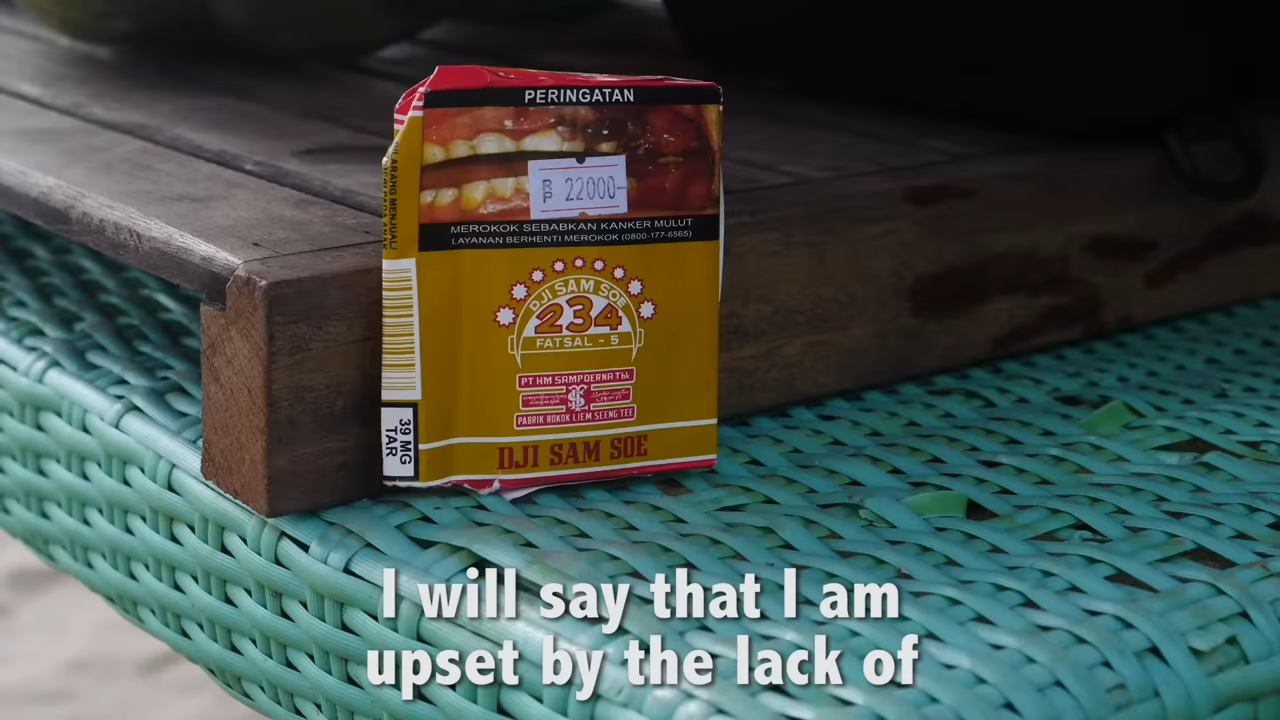 PERINGATAN
RP 22000-
MEROKOK SEBABKAN KANKER MULUT
LAYANAN BERHENTI MEROKOK (0800-177-6565)
DJI SAM SOE
234
FATSAL - 5
PT HM SAMPOERNA Tbk.
PABRIK ROKOK LIEM SEENG TEE
DJI SAM SOE
39 MG
TAR
I will say that I am
upset by the lack of